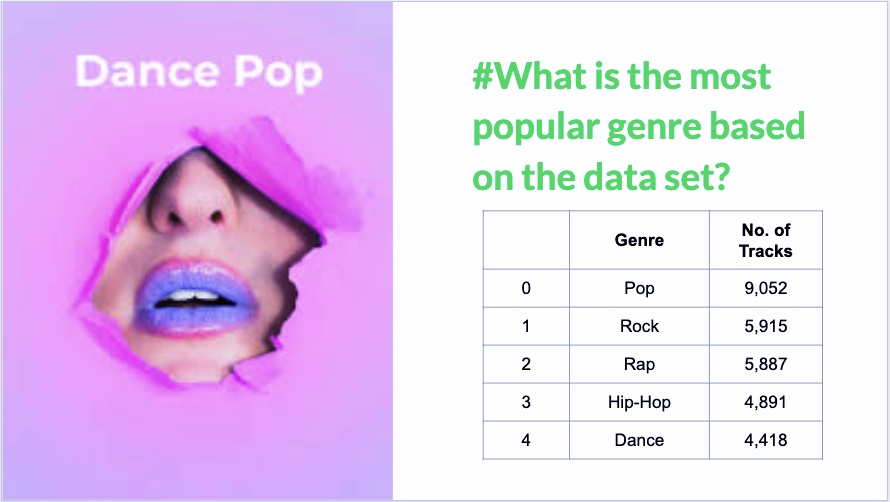 Dance Pop
#What is the most
popular genre based
on the data set?
Genre No. of
Tracks
0 Pop 9,052
1 Rock 5,915
2 Rap 5,887
3 Hip-Hop 4,891
4 Dance 4,418